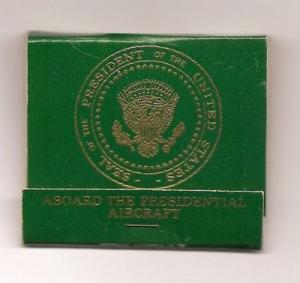 SEAL OF THE PRESIDENT OF THE UNITED STATES
ABOARD THE PRESIDENTIAL
AIRCRAFT